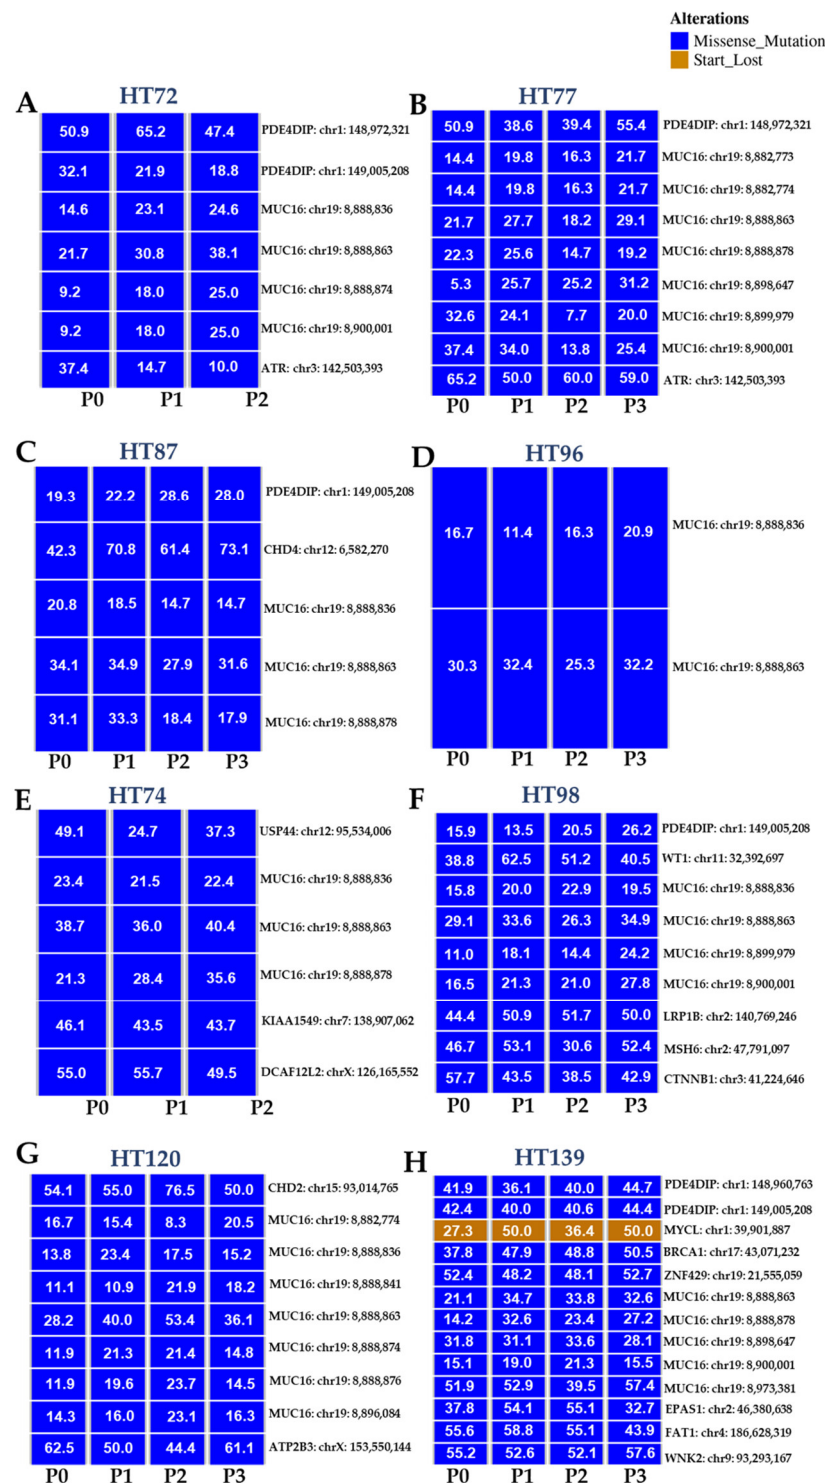 Alterations
Missense_Mutation
Start_Lost
A HT72
50.9 65.2 47.4 PDE4DIP: chr1: 148,972,321
32.1 21.9 18.8 PDE4DIP: chr1: 149,005,208
14.6 23.1 24.6 MUC16: chr19: 8,888,836
21.7 30.8 38.1 MUC16: chr19: 8,888,863
9.2 18.0 25.0 MUC16: chr19: 8,888,874
9.2 18.0 25.0 MUC16: chr19: 8,900,001
37.4 14.7 10.0 ATR: chr3: 142,503,393
P0 P1 P2
B HT77
50.9 38.6 39.4 55.4 PDE4DIP: chr1: 148,972,321
14.4 19.8 16.3 21.7 MUC16: chr19: 8,882,773
14.4 19.8 16.3 21.7 MUC16: chr19: 8,882,774
21.7 27.7 18.2 29.1 MUC16: chr19: 8,888,863
22.3 25.6 14.7 19.2 MUC16: chr19: 8,888,878
5.3 25.7 25.2 31.2 MUC16: chr19: 8,898,647
32.6 24.1 7.7 20.0 MUC16: chr19: 8,899,979
37.4 34.0 13.8 25.4 MUC16: chr19: 8,900,001
65.2 50.0 60.0 59.0 ATR: chr3: 142,503,393
P0 P1 P2 P3
C HT87
19.3 22.2 28.6 28.0 PDE4DIP: chr1: 149,005,208
42.3 70.8 61.4 73.1 CHD4: chr12: 6,582,270
20.8 18.5 14.7 14.7 MUC16: chr19: 8,888,836
34.1 34.9 27.9 31.6 MUC16: chr19: 8,888,863
31.1 33.3 18.4 17.9 MUC16: chr19: 8,888,878
P0 P1 P2 P3
D HT96
16.7 11.4 16.3 20.9 MUC16: chr19: 8,888,836
30.3 32.4 25.3 32.2 MUC16: chr19: 8,888,863
P0 P1 P2 P3
E HT74
49.1 24.7 37.3 USP44: chr12: 95,534,006
23.4 21.5 22.4 MUC16: chr19: 8,888,836
38.7 36.0 40.4 MUC16: chr19: 8,888,863
21.3 28.4 35.6 MUC16: chr19: 8,888,878
46.1 43.5 43.7 KIAA1549: chr7: 138,907,062
55.0 55.7 49.5 DCAF12L2: chrX: 126,165,552
P0 P1 P2
F HT98
15.9 13.5 20.5 26.2 PDE4DIP: chr1: 149,005,208
38.8 62.5 51.2 40.5 WT1: chr11: 32,392,697
15.8 20.0 22.9 19.5 MUC16: chr19: 8,888,836
29.1 33.6 26.3 34.9 MUC16: chr19: 8,888,863
11.0 18.1 14.4 24.2 MUC16: chr19: 8,899,979
16.5 21.3 21.0 27.8 MUC16: chr19: 8,900,001
44.4 50.9 51.7 50.0 LRP1B: chr2: 140,769,246
46.7 53.1 30.6 52.4 MSH6: chr2: 47,791,097
57.7 43.5 38.5 42.9 CTNNB1: chr3: 41,224,646
P0 P1 P2 P3
G HT120
54.1 55.0 76.5 50.0 CHD2: chr15: 93,014,765
16.7 15.4 8.3 20.5 MUC16: chr19: 8,882,774
13.8 23.4 17.5 15.2 MUC16: chr19: 8,888,836
11.1 10.9 21.9 18.2 MUC16: chr19: 8,888,841
28.2 40.0 53.4 36.1 MUC16: chr19: 8,888,863
11.9 21.3 21.4 14.8 MUC16: chr19: 8,888,874
11.9 19.6 23.7 14.5 MUC16: chr19: 8,888,876
14.3 16.0 23.1 16.3 MUC16: chr19: 8,896,084
62.5 50.0 44.4 61.1 ATP2B3: chrX: 153,550,144
P0 P1 P2 P3
H HT139
41.9 36.1 40.0 44.7 PDE4DIP: chr1: 148,960,763
42.4 40.0 40.6 44.4 PDE4DIP: chr1: 149,005,208
27.3 50.0 36.4 50.0 MYCL: chr1: 39,901,887
37.8 47.9 48.8 50.5 BRCA1: chr17: 43,071,232
52.4 48.2 48.1 52.7 ZNF429: chr19: 21,555,059
21.1 34.7 33.8 32.6 MUC16: chr19: 8,888,863
14.2 32.6 23.4 27.2 MUC16: chr19: 8,888,878
31.8 31.1 33.6 28.1 MUC16: chr19: 8,898,647
15.1 19.0 21.3 15.5 MUC16: chr19: 8,900,001
51.9 52.9 39.5 57.4 MUC16: chr19: 8,973,381
37.8 54.1 55.1 32.7 EPAS1: chr2: 46,380,638
55.6 58.8 55.1 43.9 FAT1: chr4: 186,628,319
55.2 52.6 52.1 57.6 WNK2: chr9: 93,293,167
P0 P1 P2 P3